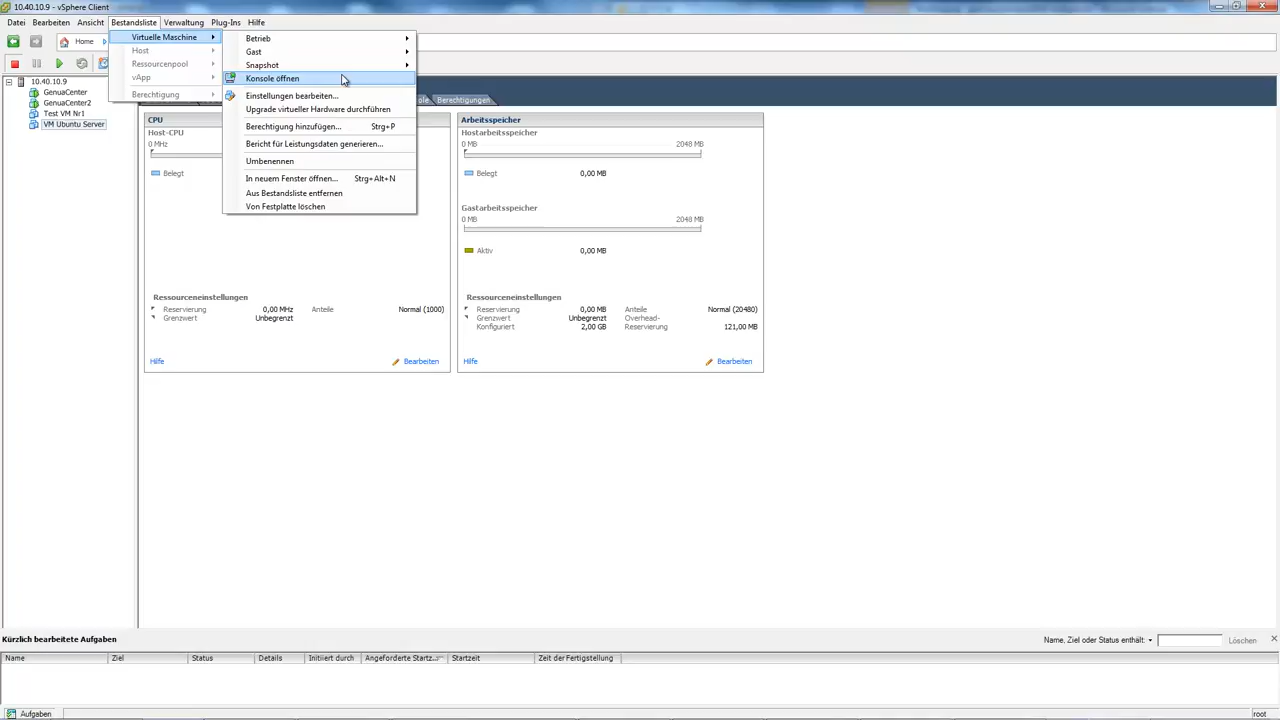 10.40.10.9 - vSphere Client
Datei Bearbeiten Ansicht Bestandsliste Verwaltung Plug-Ins Hilfe
Home
Virtuelle Maschine
Host
Ressourcenpool
vApp
Berechtigung
Betrieb
Gast
Snapshot
Konsole öffnen
Einstellungen bearbeiten...
Upgrade virtueller Hardware durchführen
Berechtigung hinzufügen... Strg+P
Bericht für Leistungsdaten generieren...
Umbenennen
In neuem Fenster öffnen... Strg+Alt+N
Aus Bestandsliste entfernen
Von Festplatte löschen
10.40.10.9
GenuaCenter
GenuaCenter2
Test VM Nr1
VM Ubuntu Server
ole Berechtigungen
CPU
Host-CPU
0 MHz
Belegt
Ressourceneinstellungen
Reservierung 0,00 MHz Anteile Normal (1000)
Grenzwert Unbegrenzt
Hilfe Bearbeiten
Arbeitsspeicher
Hostarbeitsspeicher
0 MB 2048 MB
Belegt 0,00 MB
Gastarbeitsspeicher
0 MB 2048 MB
Aktiv 0,00 MB
Ressourceneinstellungen
Reservierung 0,00 MB Anteile Normal (20480)
Grenzwert Unbegrenzt Overhead-
Konfiguriert 2,00 GB Reservierung 121,00 MB
Hilfe Bearbeiten
Kürzlich bearbeitete Aufgaben
Name, Ziel oder Status enthält: Löschen
Name Ziel Status Details Initiiert durch Angeforderte Startz... Startzeit Zeit der Fertigstellung
Aufgaben root